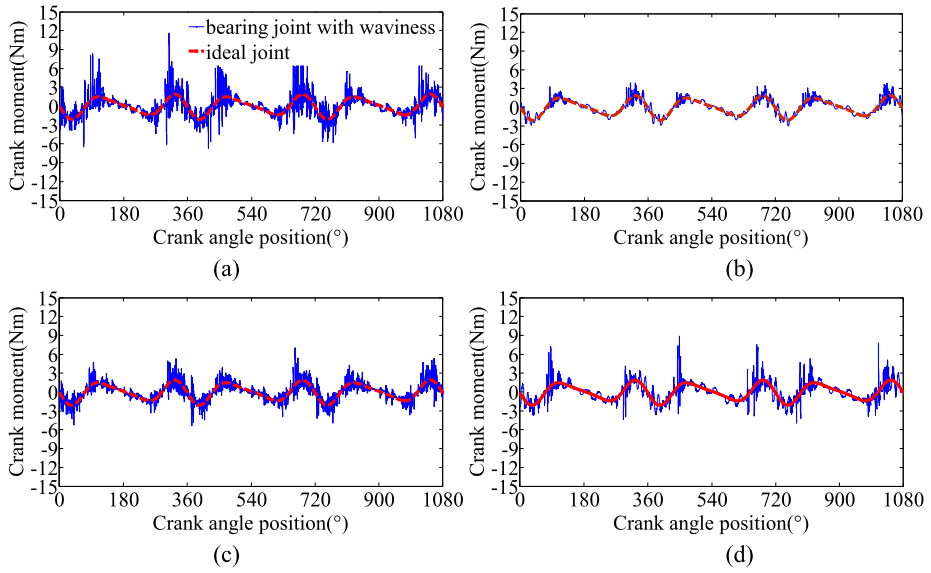 15
12
9
6
3
0
-3
-6
-9
-12
-15
Crank moment(Nm)
bearing joint with waviness
ideal joint
0 180 360 540 720 900 1080
Crank angle position(°)
(a)
15
12
9
6
3
0
-3
-6
-9
-12
-15
Crank moment(Nm)
0 180 360 540 720 900 1080
Crank angle position(°)
(b)
15
12
9
6
3
0
-3
-6
-9
-12
-15
Crank moment(Nm)
0 180 360 540 720 900 1080
Crank angle position(°)
(c)
15
12
9
6
3
0
-3
-6
-9
-12
-15
Crank moment(Nm)
0 180 360 540 720 900 1080
Crank angle position(°)
(d)